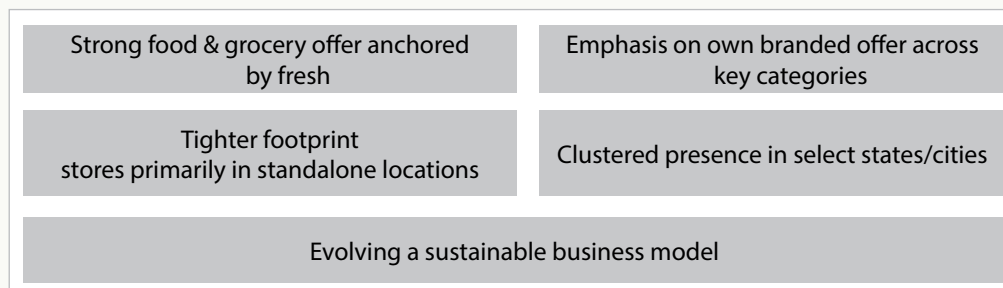 Strong food & grocery offer anchored
by fresh
Emphasis on own branded offer across
key categories
Tighter footprint
stores primarily in standalone locations
Clustered presence in select states/cities
Evolving a sustainable business model